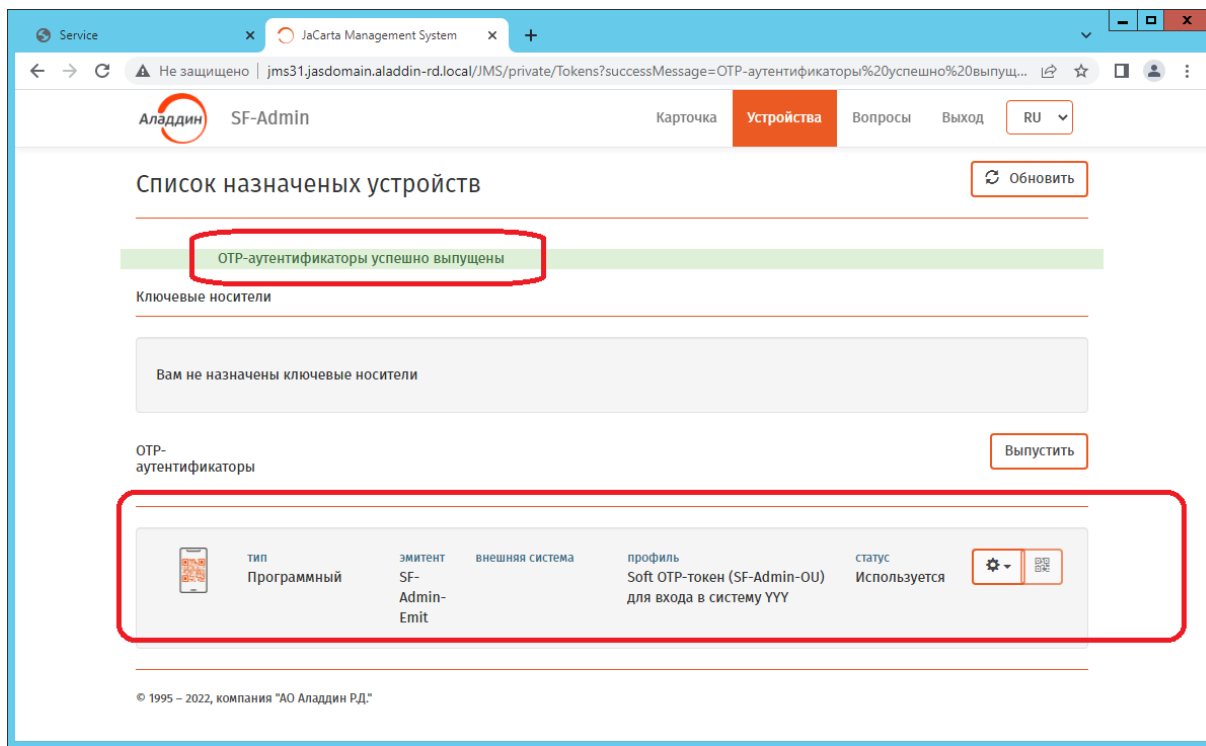 Service
JaCarta Management System
Не защищено | jms31.jasdomain.aladdin-rd.local/JMS/private/Tokens?successMessage=OTP-аутентификаторы%20успешно%20выпущ...
Аладдин SF-Admin Карточка Устройства Вопросы Выход RU
Список назначеных устройств Обновить
OTP-аутентификаторы успешно выпущены
Ключевые носители
Вам не назначены ключевые носители
OTP-
аутентификаторы
Выпустить
тип эмитент внешняя система профиль статус
Программный SF- Soft OTP-токен (SF-Admin-OU) Используется
Admin- для входа в систему YYY
Emit
© 1995 – 2022, компания "АО Аладдин Р.Д."